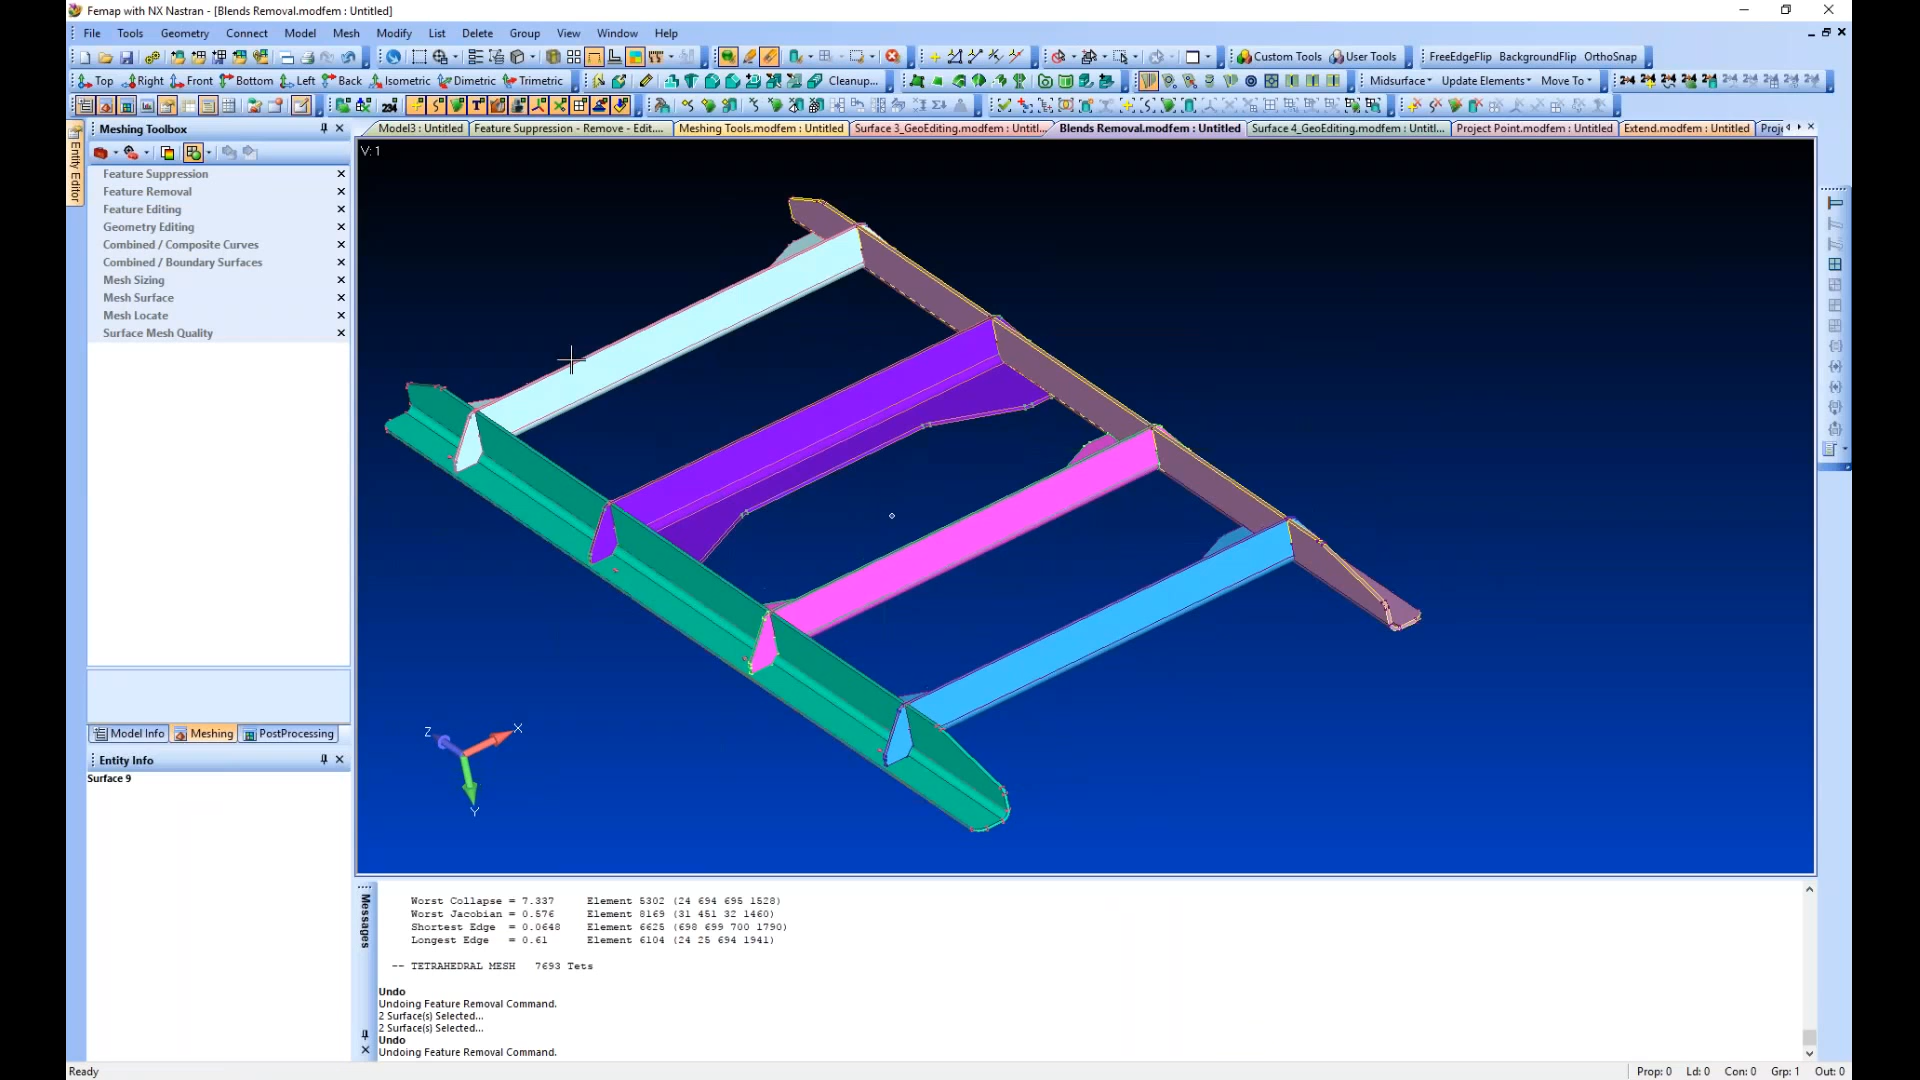 Femap with NX Nastran - [Blends Removal.modfem : Untitled]
File Tools Geometry Connect Model Mesh Modify List Delete Group View Window Help
Custom Tools User Tools FreeEdgeFlip BackgroundFlip OrthoSnap
Top Right Front Bottom Left Back Isometric Dimetric Trimetric Cleanup... Midsurface Update Elements Move To
Meshing Toolbox
Model3 : Untitled Feature Suppression - Remove - Edit.... Meshing Tools.modfem : Untitled Surface 3_GeoEditing.modfem : Untitl... Blends Removal.modfem : Untitled Surface 4_GeoEditing.modfem : Untitl... Project Point.modfem : Untitled Extend.modfem : Untitled Proje
Entity Editor
V: 1
Feature Suppression
Feature Removal
Feature Editing
Geometry Editing
Combined / Composite Curves
Combined / Boundary Surfaces
Mesh Sizing
Mesh Surface
Mesh Locate
Surface Mesh Quality
Z X
Y
Model Info Meshing PostProcessing
Entity Info
Surface 9
Messages
Worst Collapse = 7.337 Element 5302 (24 694 695 1528)
Worst Jacobian = 0.576 Element 8169 (31 451 32 1460)
Shortest Edge = 0.0648 Element 6625 (698 699 700 1790)
Longest Edge = 0.61 Element 6104 (24 25 694 1941)
-- TETRAHEDRAL MESH 7693 Tets
Undo
Undoing Feature Removal Command.
2 Surface(s) Selected...
2 Surface(s) Selected...
Undo
Undoing Feature Removal Command.
Ready
Prop: 0 Ld: 0 Con: 0 Grp: 1 Out: 0